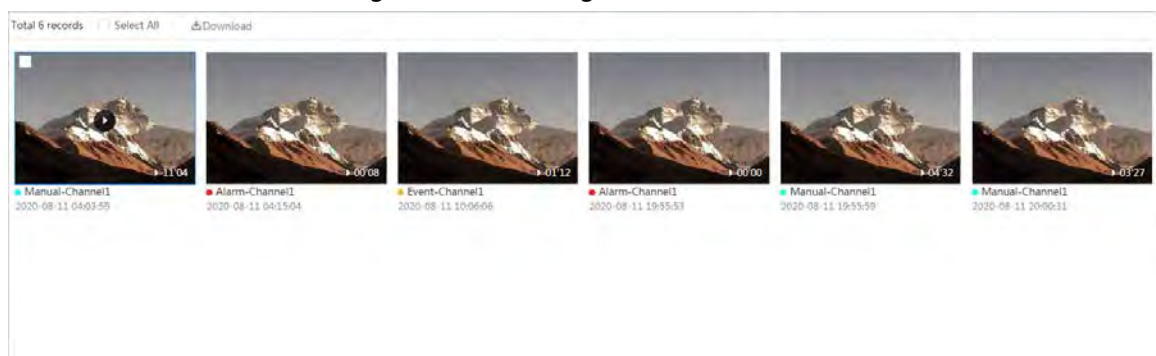 Total 6 records Select All Download
11:04 00:08 01:12 00:00 04:32 03:27
Manual-Channel1 Alarm-Channel1 Event-Channel1 Alarm-Channel1 Manual-Channel1 Manual-Channel1
2020-08-11 04:03:59 2020-08-11 04:15:04 2020-08-11 10:06:06 2020-08-11 19:55:53 2020-08-11 19:55:59 2020-08-11 20:00:31